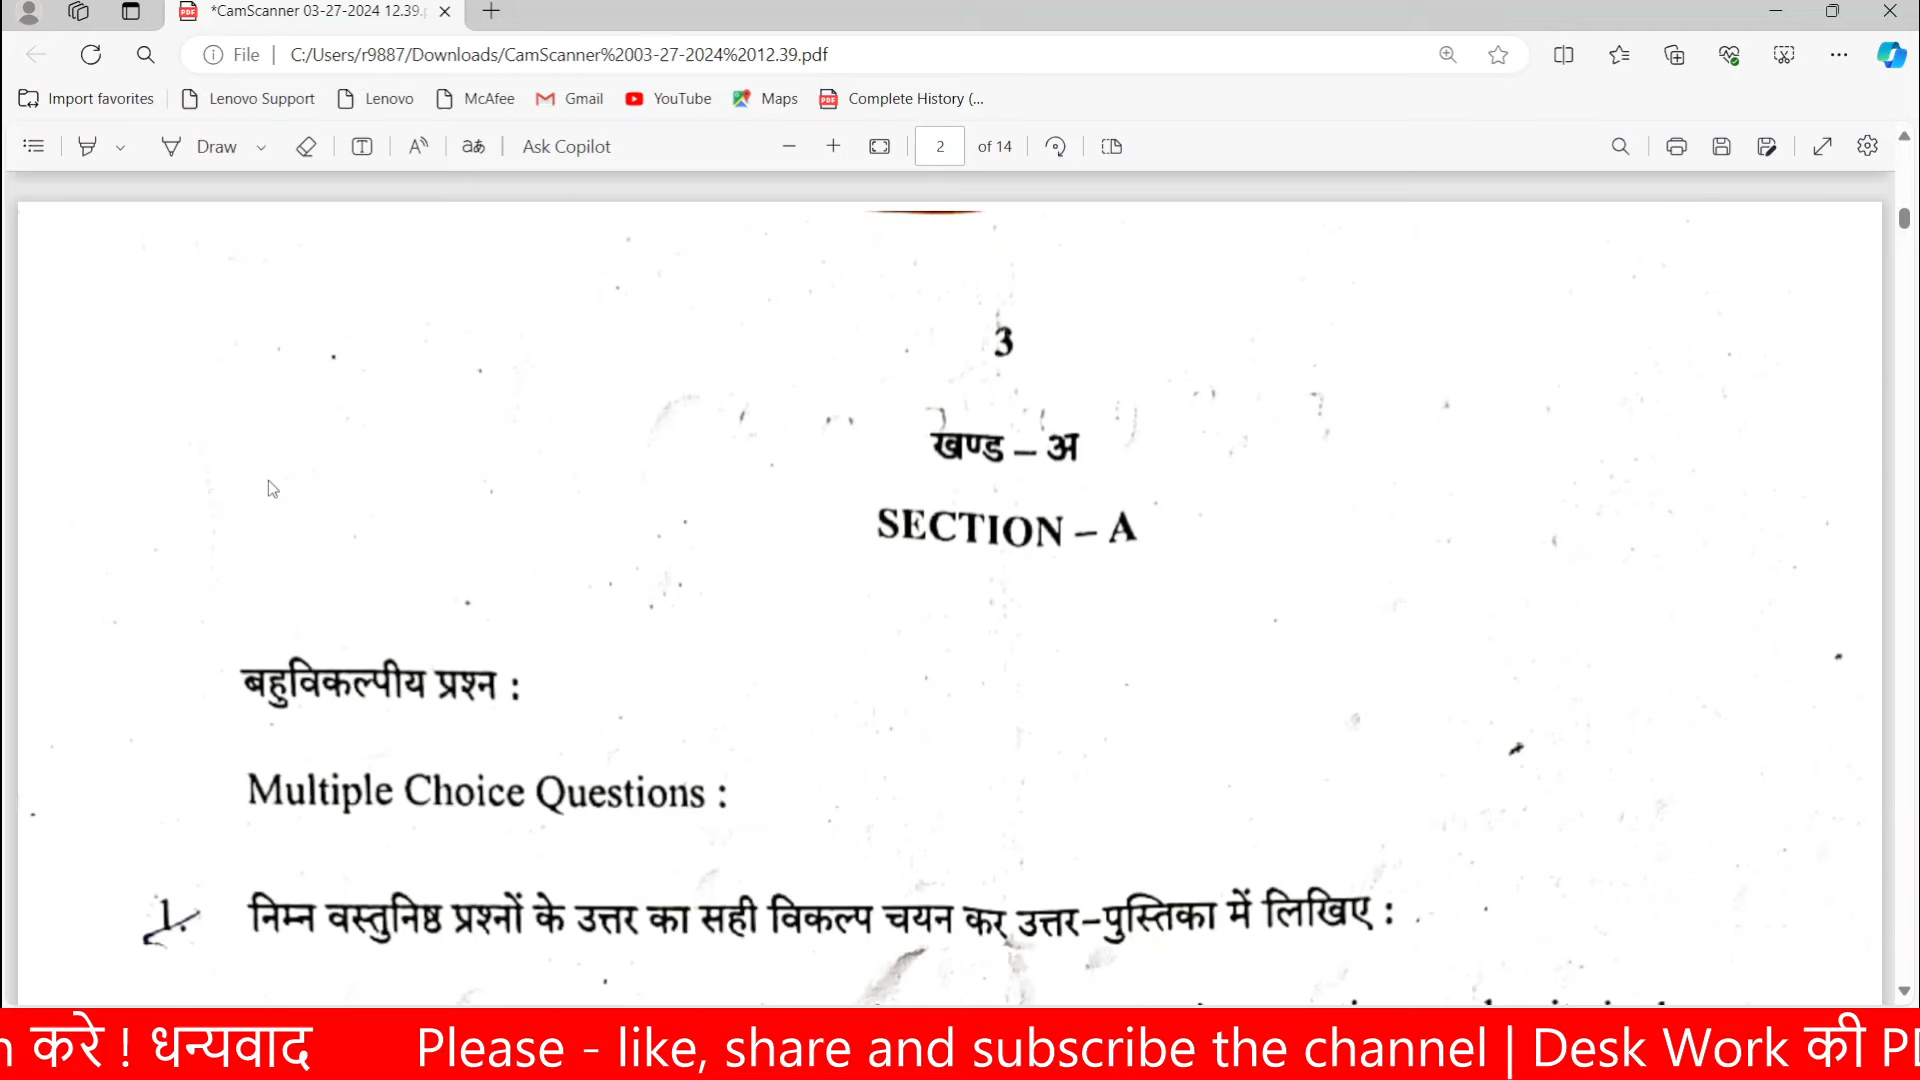 *CamScanner 03-27-2024 12.39.
File
C:/Users/r9887/Downloads/CamScanner%2003-27-2024%2012.39.pdf
Import favorites
Lenovo Support
Lenovo
McAfee
Gmail
YouTube
Maps
Complete History (...
Draw
Ask Copilot
2
of 14
3
खण्ड – अ
SECTION – A
बहुविकल्पीय प्रश्न :
Multiple Choice Questions :
1. निम्न वस्तुनिष्ठ प्रश्नों के उत्तर का सही विकल्प चयन कर उत्तर-पुस्तिका में लिखिए :
करे ! धन्यवाद Please - like, share and subscribe the channel | Desk Work की